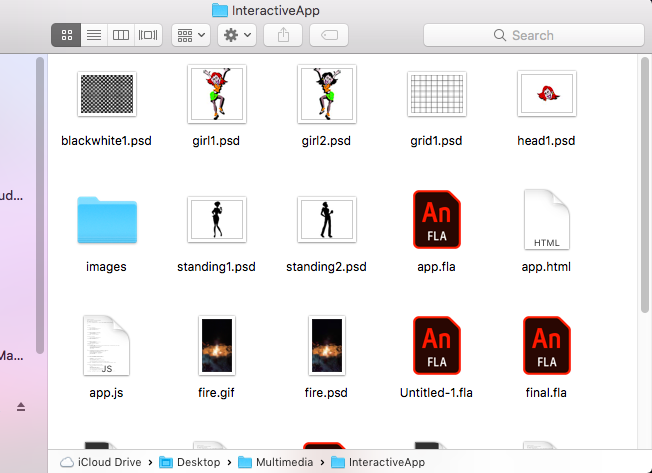 InteractiveApp
Search
blackwhite1.psd
girl1.psd
girl2.psd
grid1.psd
head1.psd
ud...
An
FLA
HTML
images
standing1.psd
standing2.psd
app.fla
app.html
JS
An
FLA
An
FLA
Ma...
app.js
fire.gif
fire.psd
Untitled-1.fla
final.fla
iCloud Drive › Desktop › Multimedia › InteractiveApp